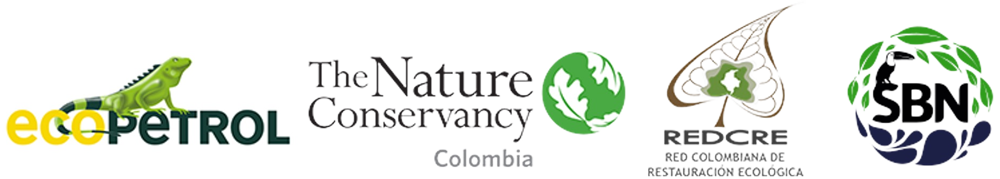 ecoPeTROL
The Nature
Conservancy
Colombia
REDCRE
RED COLOMBIANA DE
RESTAURACIÓN ECOLÓGICA
SBN